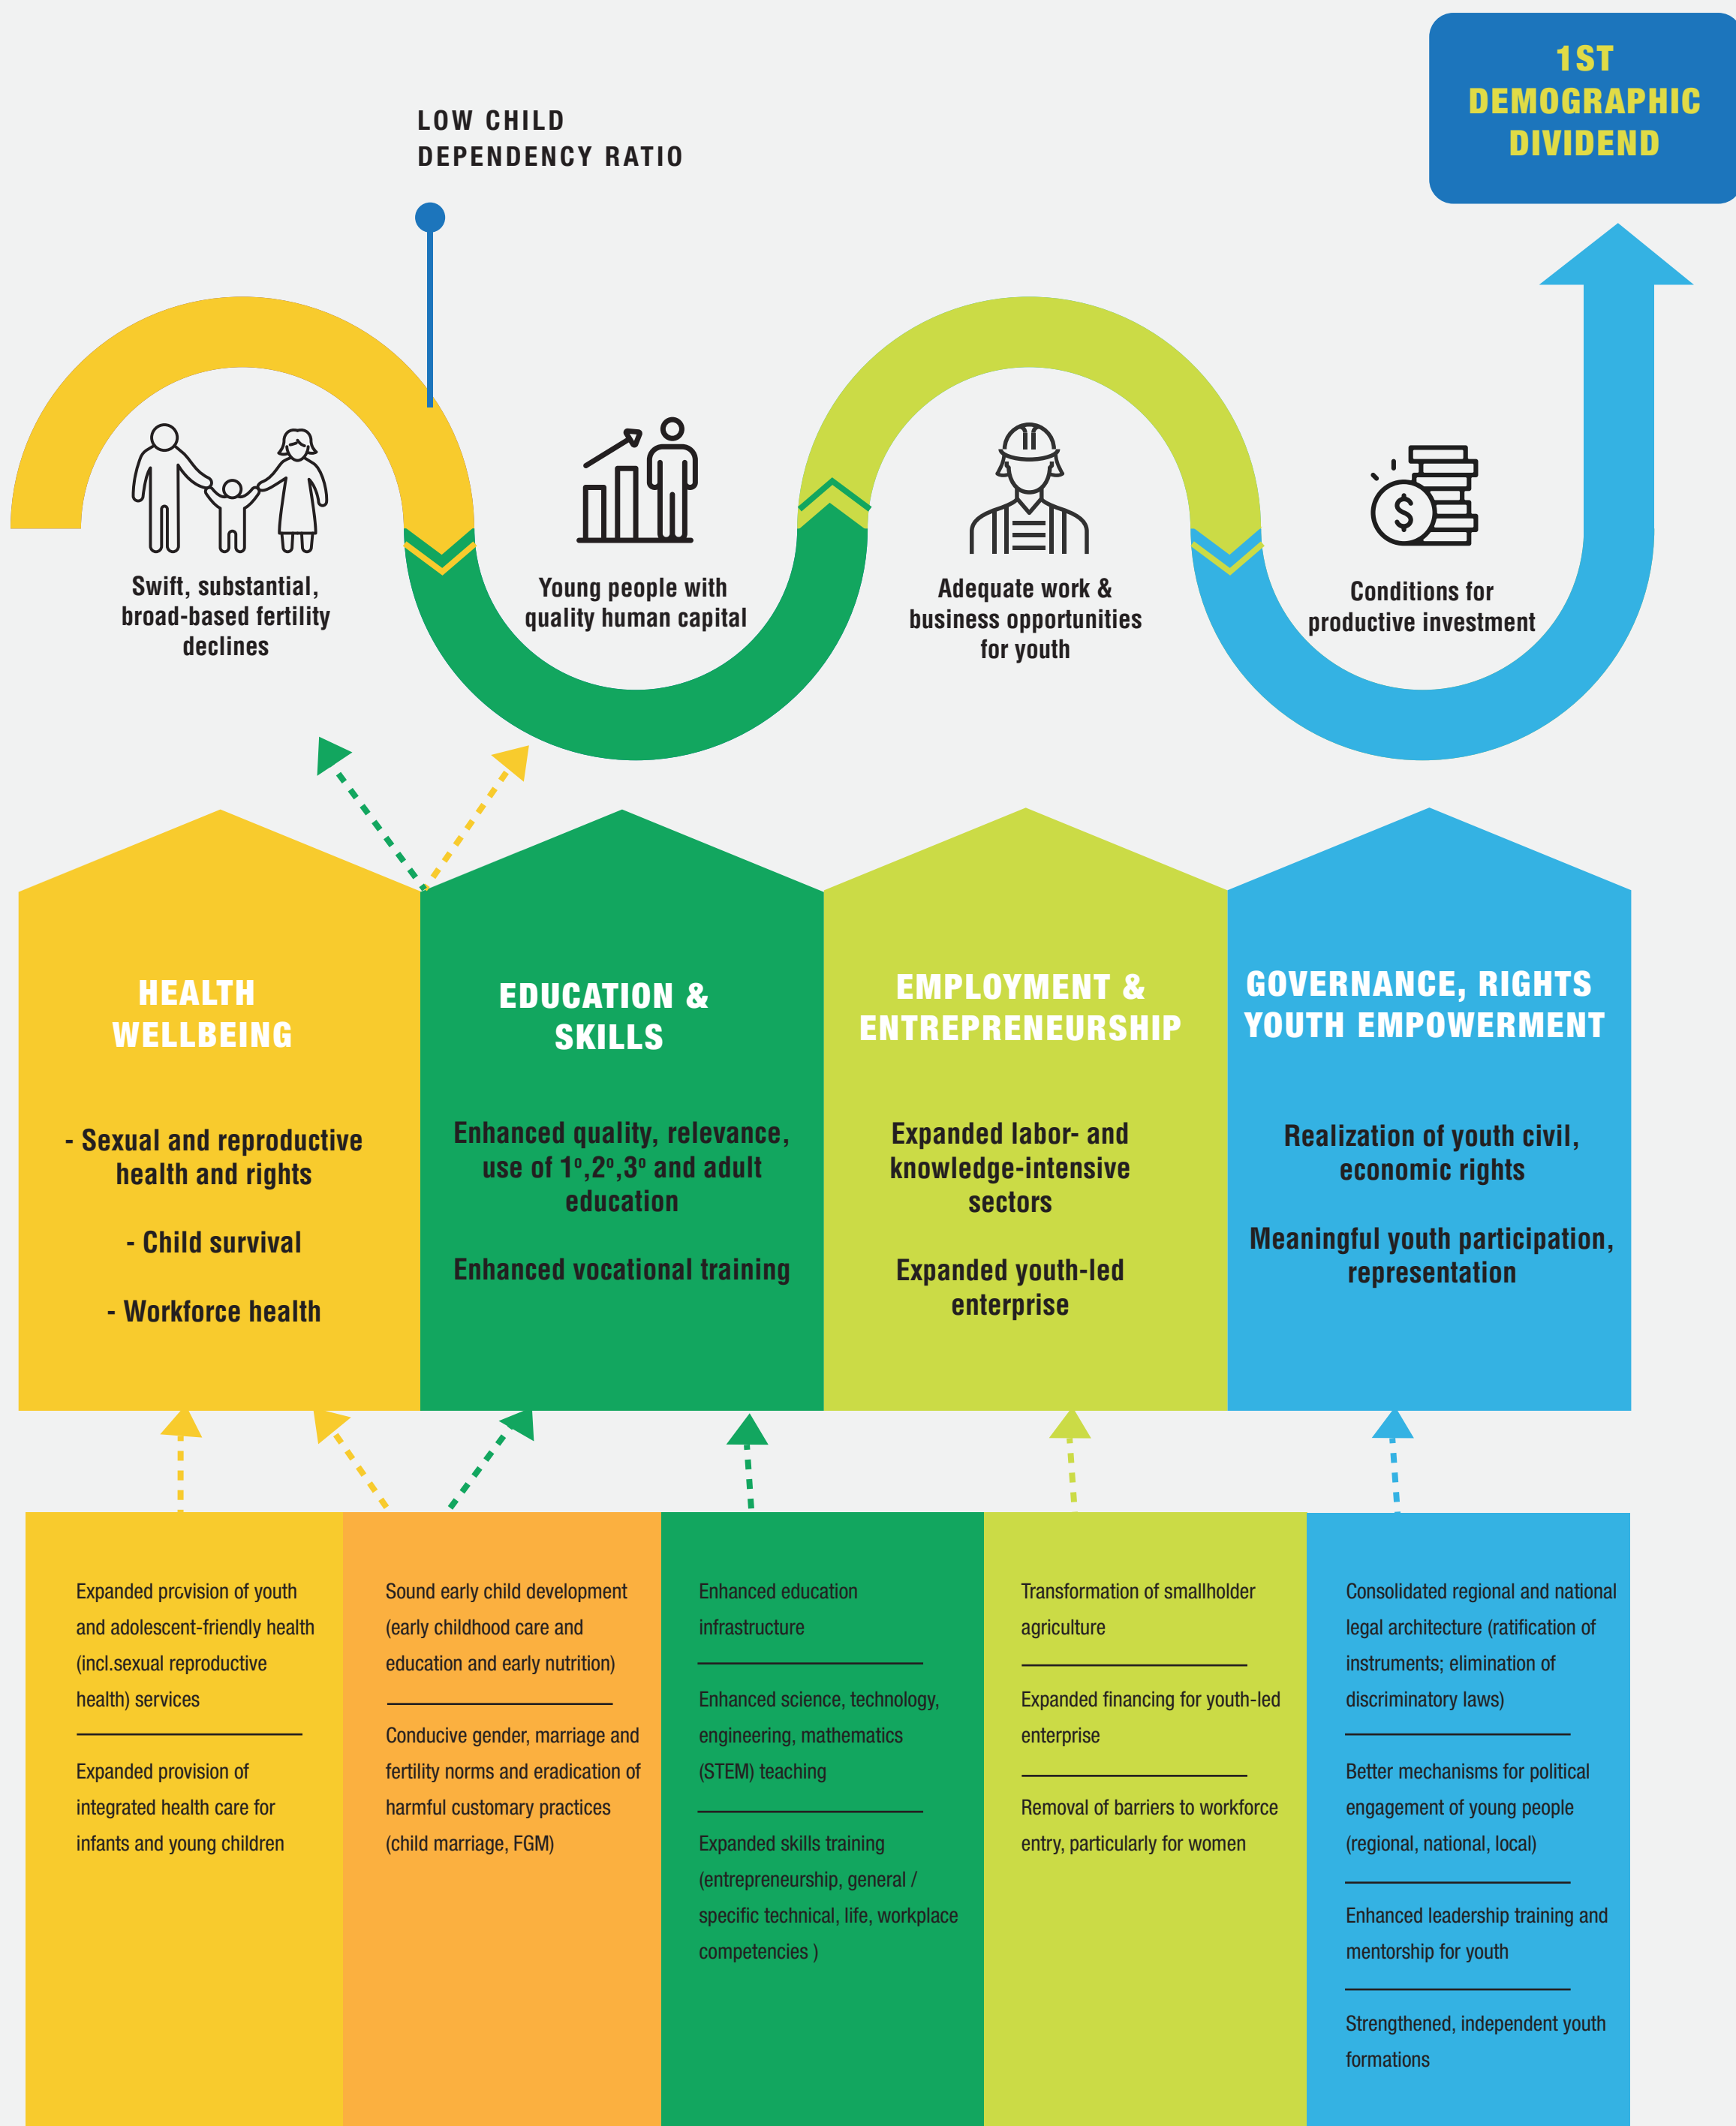 1ST
DEMOGRAPHIC
DIVIDEND
LOW CHILD
DEPENDENCY RATIO
Swift, substantial,
broad-based fertility
declines
Young people with
quality human capital
Adequate work &
business opportunities
for youth
$
Conditions for
productive investment
HEALTH
WELLBEING
- Sexual and reproductive
health and rights
- Child survival
- Workforce health
EDUCATION &
SKILLS
Enhanced quality, relevance,
use of 1º,2º,3º and adult
education
Enhanced vocational training
EMPLOYMENT &
ENTREPRENEURSHIP
Expanded labor- and
knowledge-intensive
sectors
Expanded youth-led
enterprise
GOVERNANCE, RIGHTS
YOUTH EMPOWERMENT
Realization of youth civil,
economic rights
Meaningful youth participation,
representation
Expanded provision of youth
and adolescent-friendly health
(incl.sexual reproductive
health) services
Expanded provision of
integrated health care for
infants and young children
Sound early child development
(early childhood care and
education and early nutrition)
Conducive gender, marriage and
fertility norms and eradication of
harmful customary practices
(child marriage, FGM)
Enhanced education
infrastructure
Enhanced science, technology,
engineering, mathematics
(STEM) teaching
Expanded skills training
(entrepreneurship, general /
specific technical, life, workplace
competencies )
Transformation of smallholder
agriculture
Expanded financing for youth-led
enterprise
Removal of barriers to workforce
entry, particularly for women
Consolidated regional and national
legal architecture (ratification of
instruments; elimination of
discriminatory laws)
Better mechanisms for political
engagement of young people
(regional, national, local)
Enhanced leadership training and
mentorship for youth
Strengthened, independent youth
formations